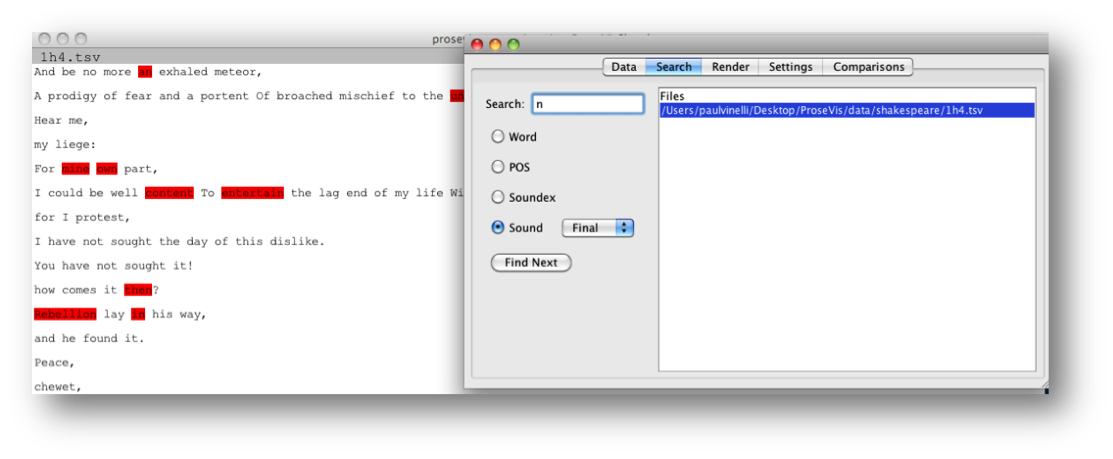 prose
1h4.tsv
And be no more an exhaled meteor,
A prodigy of fear and a portent Of broached mischief to the un
Hear me,
my liege:
For mine own part,
I could be well content To entertain the lag end of my life Wi
for I protest,
I have not sought the day of this dislike.
You have not sought it!
how comes it then?
Rebellion lay in his way,
and he found it.
Peace,
chewet,
Data Search Render Settings Comparisons
Search: n
Word
POS
Soundex
Sound Final
Find Next
Files
/Users/paulvinelli/Desktop/ProseVis/data/shakespeare/1h4.tsv